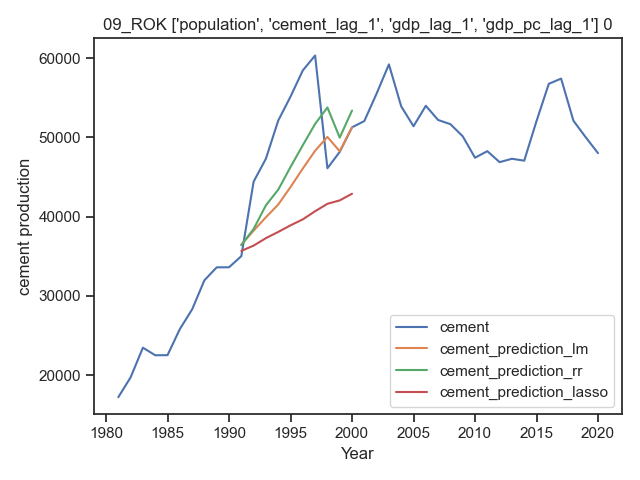 09_ROK ['population', 'cement_lag_1', 'gdp_lag_1', 'gdp_pc_lag_1'] 0
60000
50000
40000
30000
20000
cement production
1980 1985 1990 1995 2000 2005 2010 2015 2020
Year
cement
cement_prediction_lm
cement_prediction_rr
cement_prediction_lasso